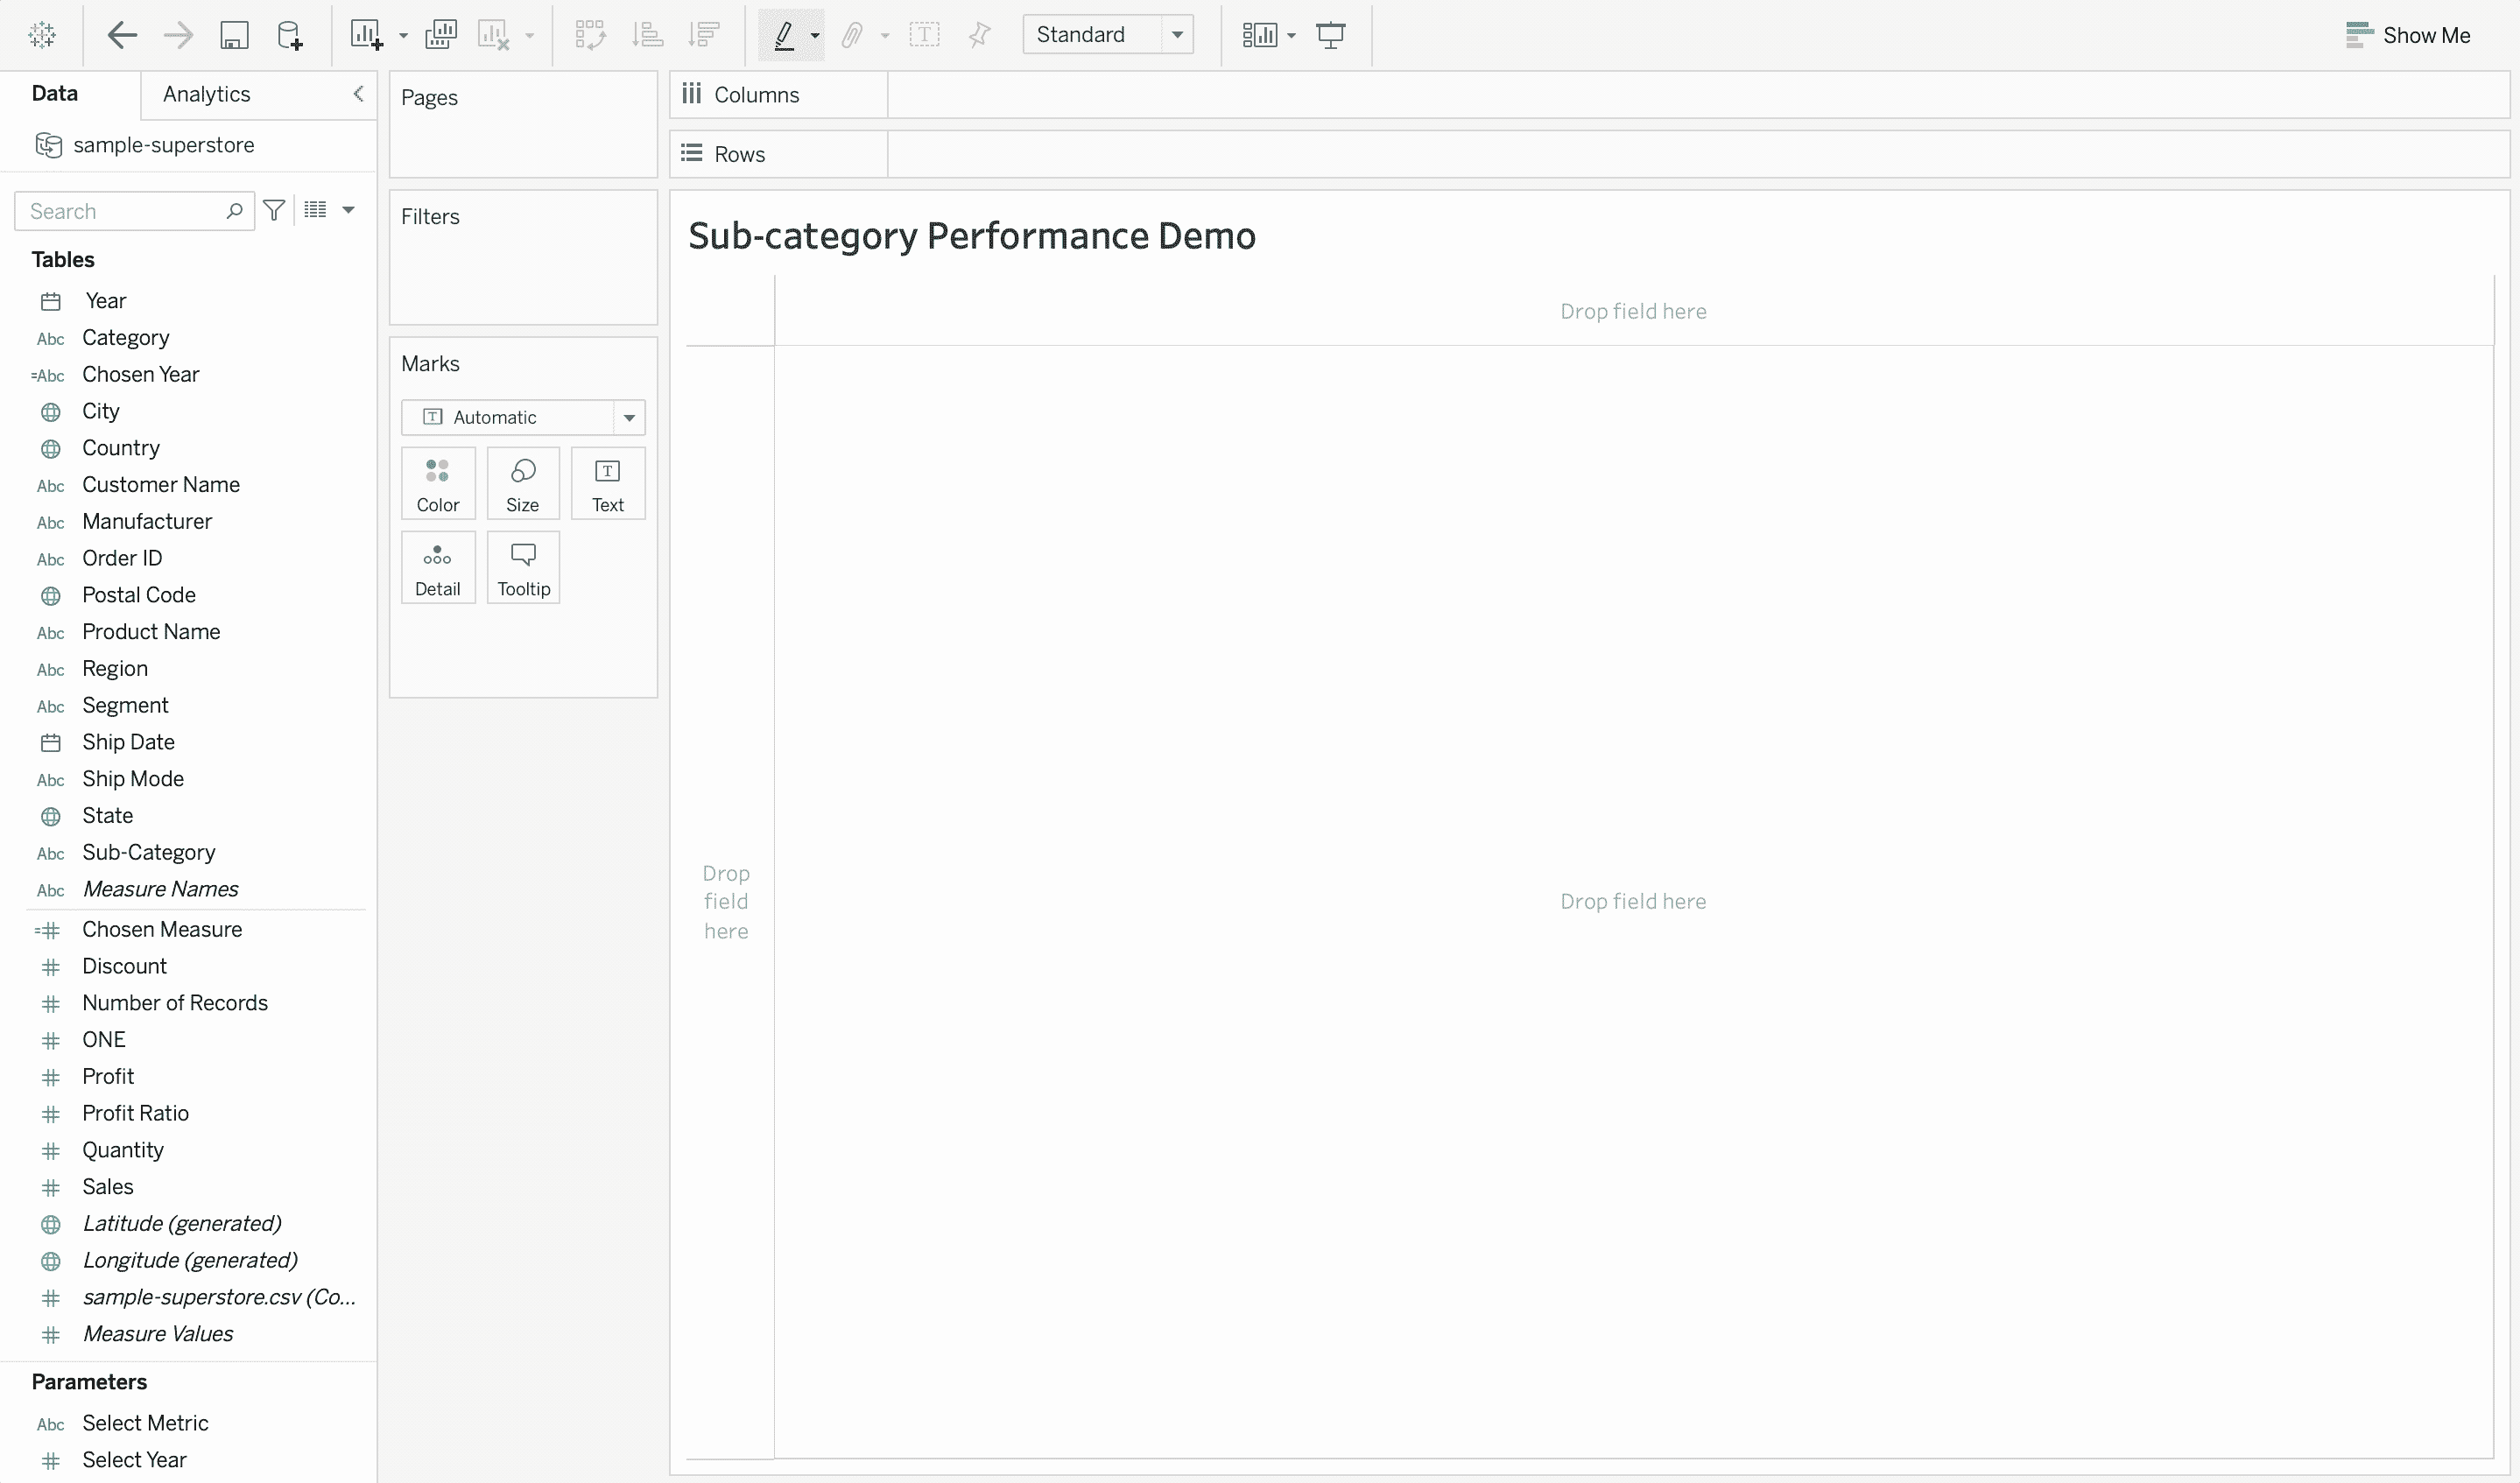 Standard
Show Me
Data
Analytics
sample-superstore
Search
Tables
Year
Abc Category
=Abc Chosen Year
City
Country
Abc Customer Name
Abc Manufacturer
Abc Order ID
Postal Code
Abc Product Name
Abc Region
Abc Segment
Ship Date
Abc Ship Mode
State
Abc Sub-Category
Abc Measure Names
=# Chosen Measure
# Discount
# Number of Records
# ONE
# Profit
# Profit Ratio
# Quantity
# Sales
Latitude (generated)
Longitude (generated)
# sample-superstore.csv (Co...
# Measure Values
Parameters
Abc Select Metric
# Select Year
Pages
Filters
Marks
T Automatic
Color
Size
T
Text
Detail
Tooltip
Columns
Rows
Sub-category Performance Demo
Drop field here
Drop
field
here
Drop field here